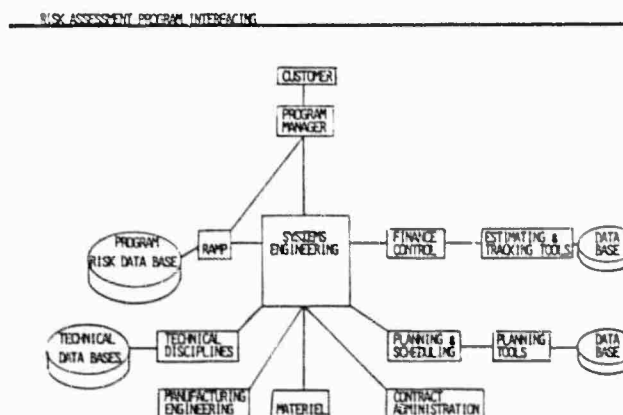 RISK ASSESSMENT PROGRAM INTERFACING
CUSTOMER
PROGRAM
MANAGER
PROGRAM
RISK DATA BASE
RAMP
SYSTEMS
ENGINEERING
FINANCE
CONTROL
ESTIMATING &
TRACKING TOOLS
DATA
BASE
TECHNICAL
DATA BASES
TECHNICAL
DISCIPLINES
PLANNING &
SCHEDULING
PLANNING
TOOLS
DATA
BASE
MANUFACTURING
ENGINEERING
MATERIEL
CONTRACT
ADMINISTRATION